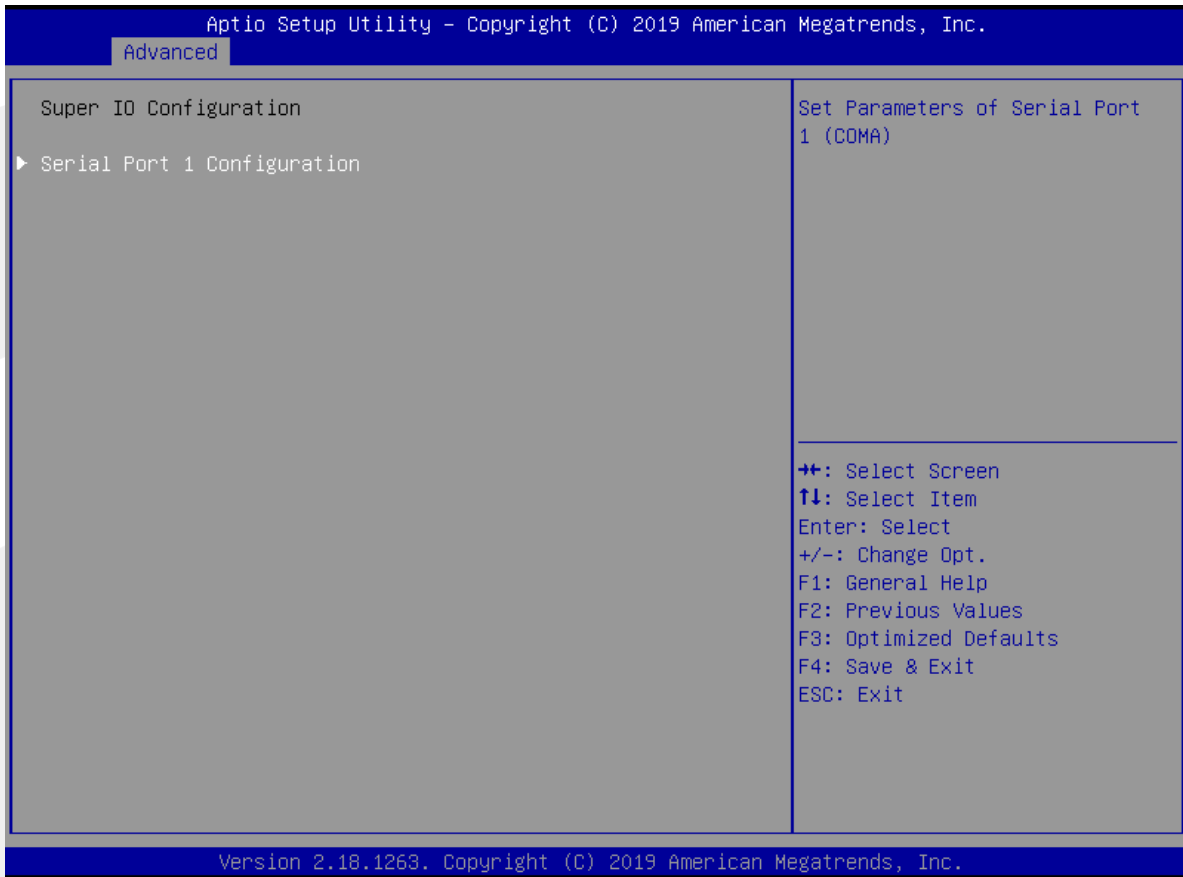 Aptio Setup Utility – Copyright (C) 2019 American Megatrends, Inc.
Advanced
Super IO Configuration
▶ Serial Port 1 Configuration
Set Parameters of Serial Port
1 (COMA)
→←: Select Screen
↑↓: Select Item
Enter: Select
+/-: Change Opt.
F1: General Help
F2: Previous Values
F3: Optimized Defaults
F4: Save & Exit
ESC: Exit
Version 2.18.1263. Copyright (C) 2019 American Megatrends, Inc.